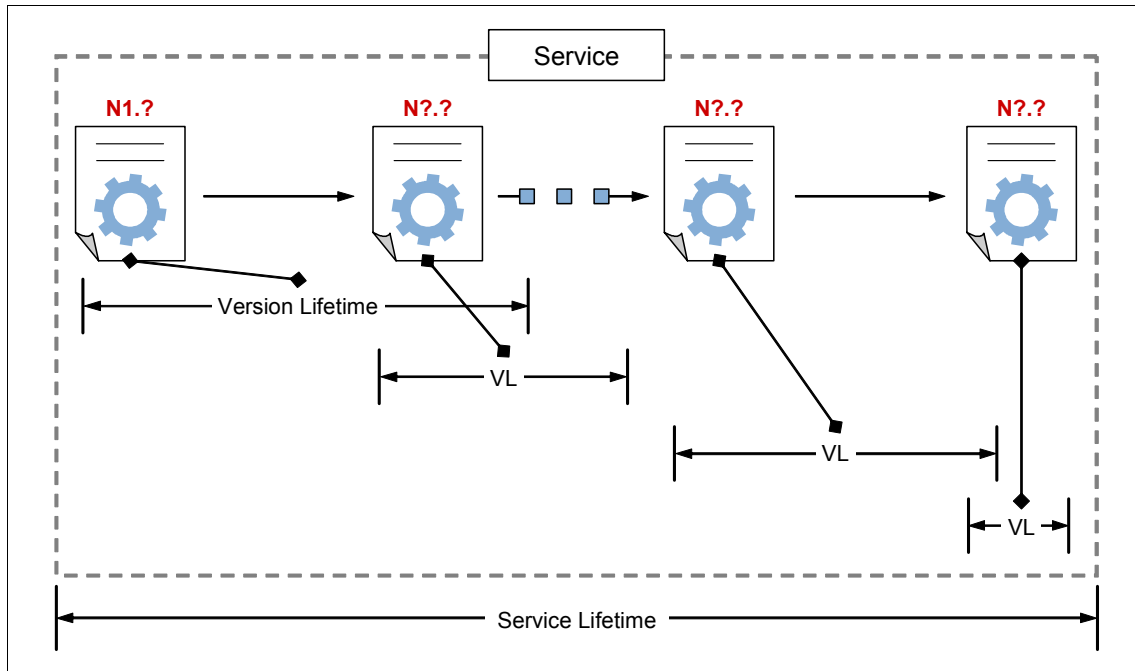 Service
N1.?
N?.?
N?.?
N?.?
Version Lifetime
VL
VL
VL
Service Lifetime